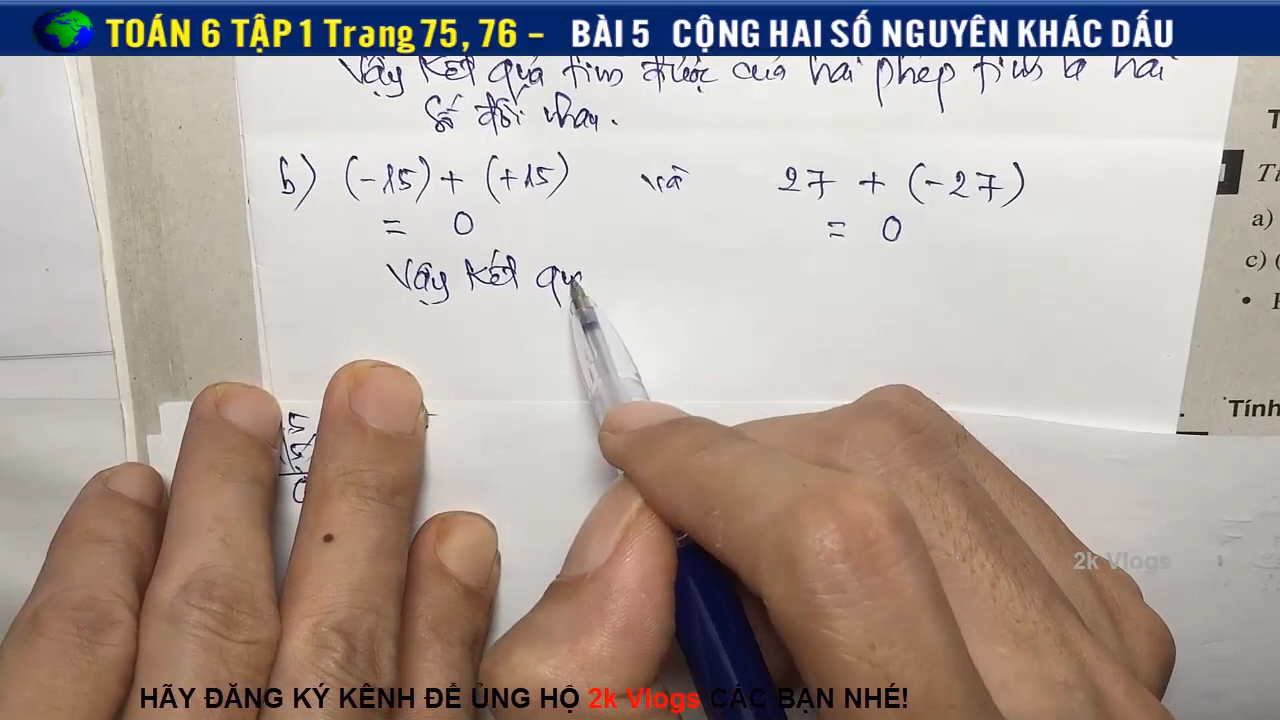 TOÁN 6 TẬP 1 Trang 75, 76 – BÀI 5 CỘNG HAI SỐ NGUYÊN KHÁC DẤU
Vậy kết quả tìm được của hai phép tính là hai
số đối nhau.
b) (-15) + (+15) và 27 + (-27)
= 0 = 0
Vậy kết qu
a)
c) (
Tính
2k Vlogs
HÃY ĐĂNG KÝ KÊNH ĐỂ ỦNG HỘ 2k Vlogs CÁC BẠN NHÉ!